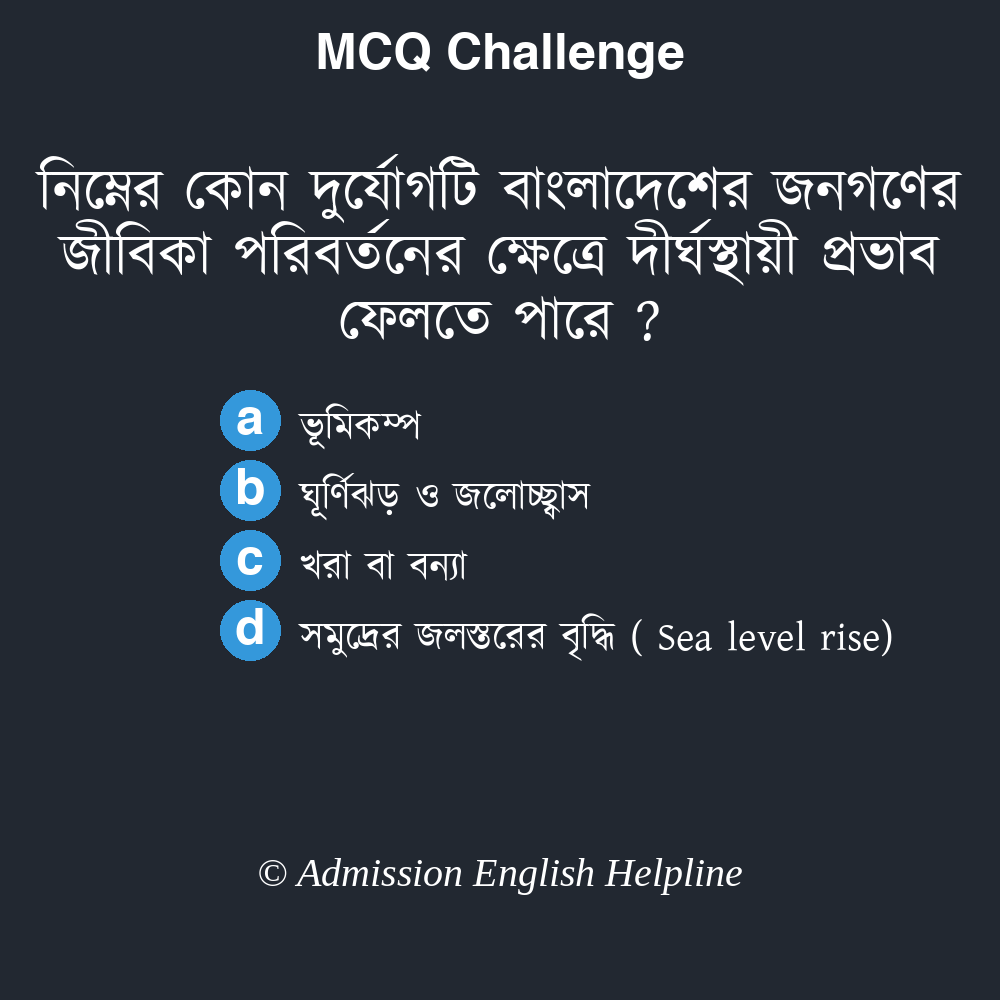 MCQ Challenge
নিম্নের কোন দুর্যোগটি বাংলাদেশের জনগণের
জীবিকা পরিবর্তনের ক্ষেত্রে দীর্ঘস্থায়ী প্রভাব
ফেলতে পারে ?
a ভূমিকম্প
b ঘূর্ণিঝড় ও জলোচ্ছ্বাস
c খরা বা বন্যা
d সমুদ্রের জলস্তরের বৃদ্ধি ( Sea level rise)
© Admission English Helpline